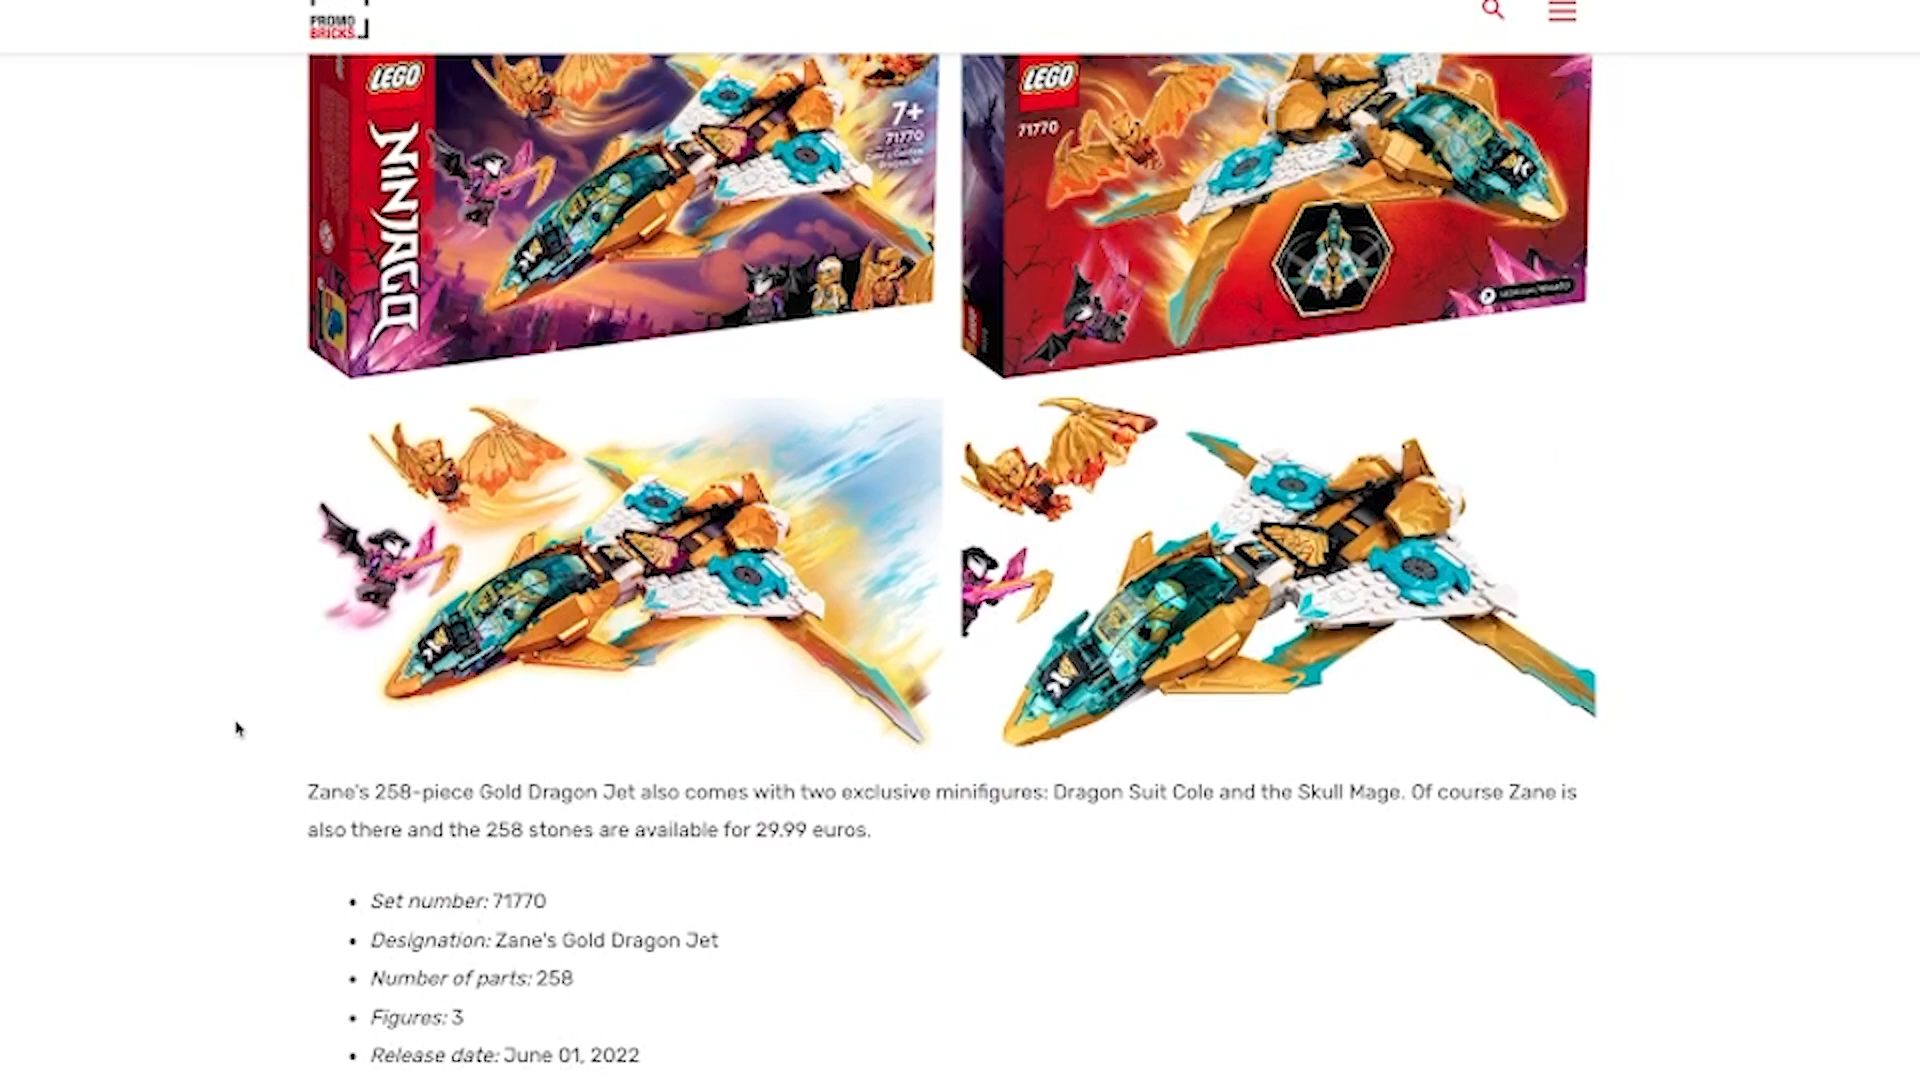 PROMO
BRICKS
LEGO
NINJAGO
7+
71770
LEGO
71770
Zane's 258-piece Gold Dragon Jet also comes with two exclusive minifigures: Dragon Suit Cole and the Skull Mage. Of course Zane is
also there and the 258 stones are available for 29.99 euros.
• Set number: 71770
• Designation: Zane's Gold Dragon Jet
• Number of parts: 258
• Figures: 3
• Release date: June 01, 2022